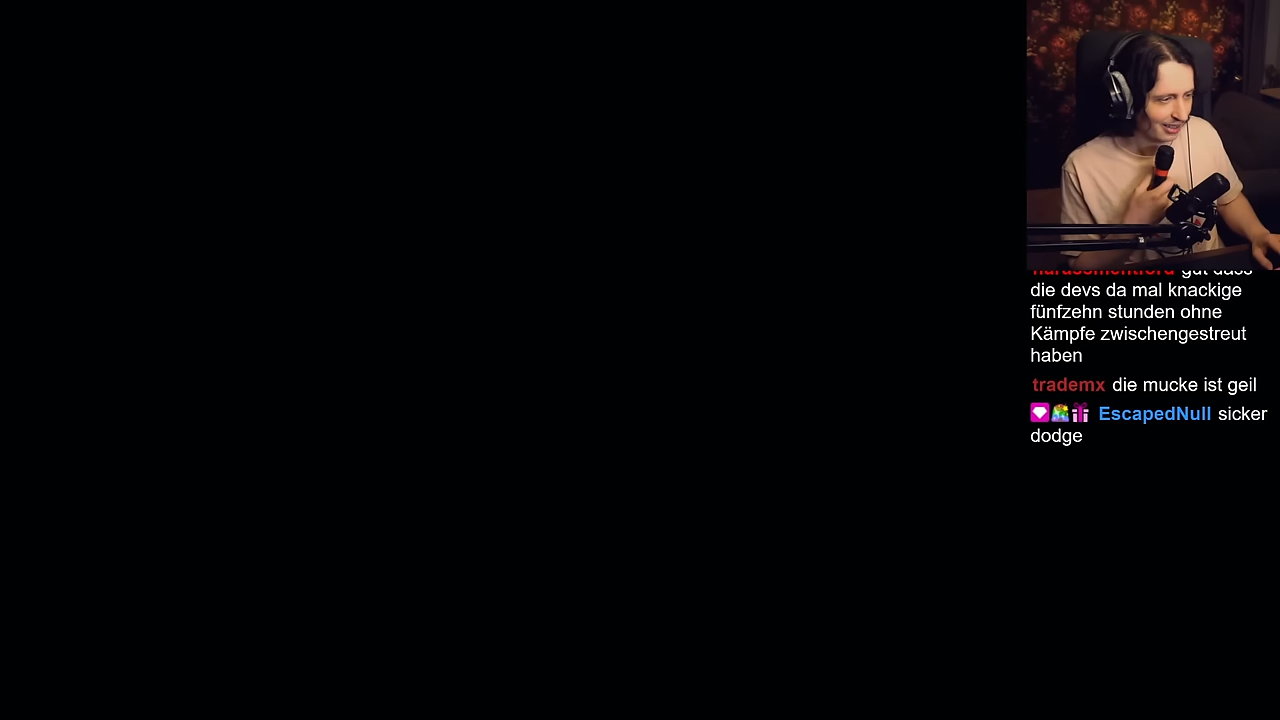 gut dass
die devs da mal knackige
fünfzehn stunden ohne
Kämpfe zwischengestreut
haben
trademx die mucke ist geil
EscapedNull sicker
dodge